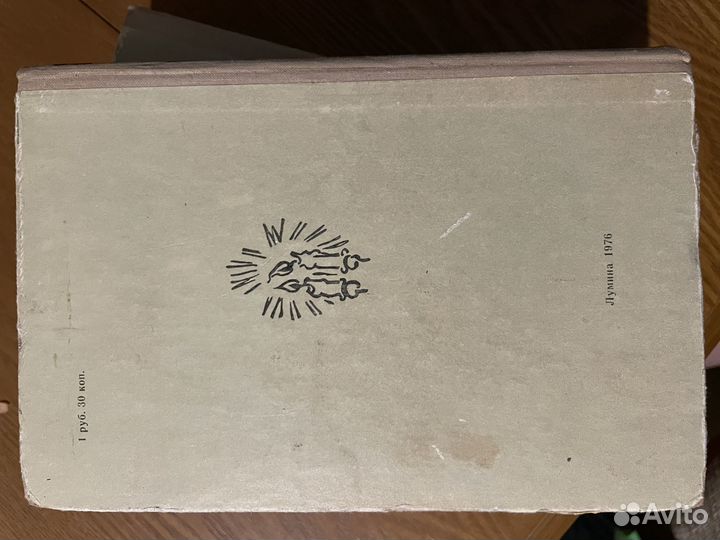 1 руб. 30 коп.
Лумина 1976
Avito